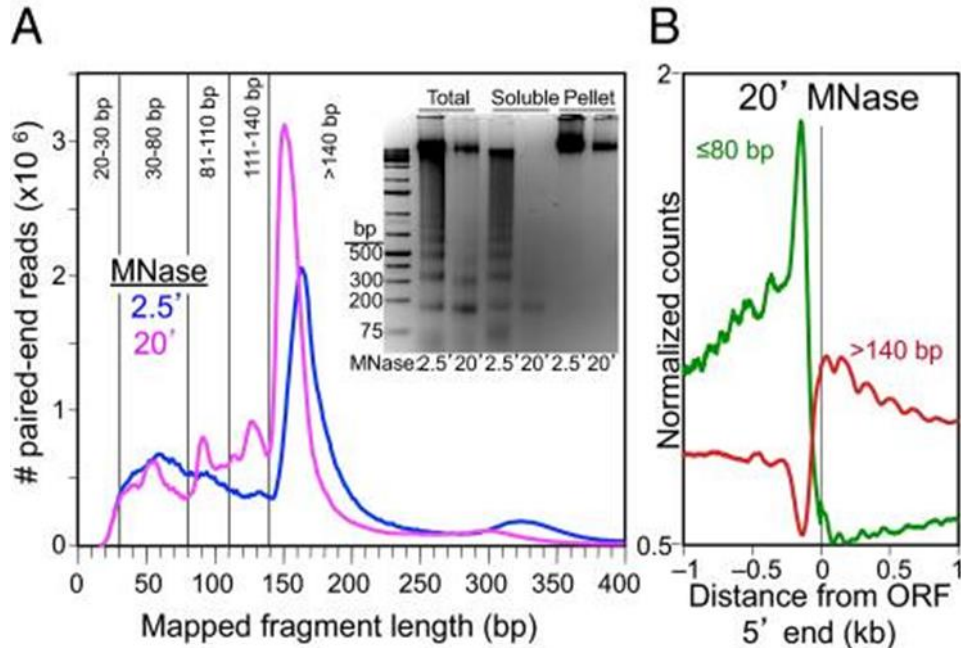 A
# paired-end reads (x10 6)
3
2
1
0
20-30 bp
30-80 bp
81-110 bp
111-140 bp
>140 bp
MNase
2.5’
20’
Total Soluble Pellet
bp
500
300
200
75
MNase:2.5’20’ 2.5’ 20’ 2.5’ 20’
0 50 100 150 200 250 300 350 400
Mapped fragment length (bp)
B
2
20’ MNase
≤80 bp
>140 bp
Normalized counts
0.5
–1 –0.5 0 0.5 1
Distance from ORF
5’ end (kb)